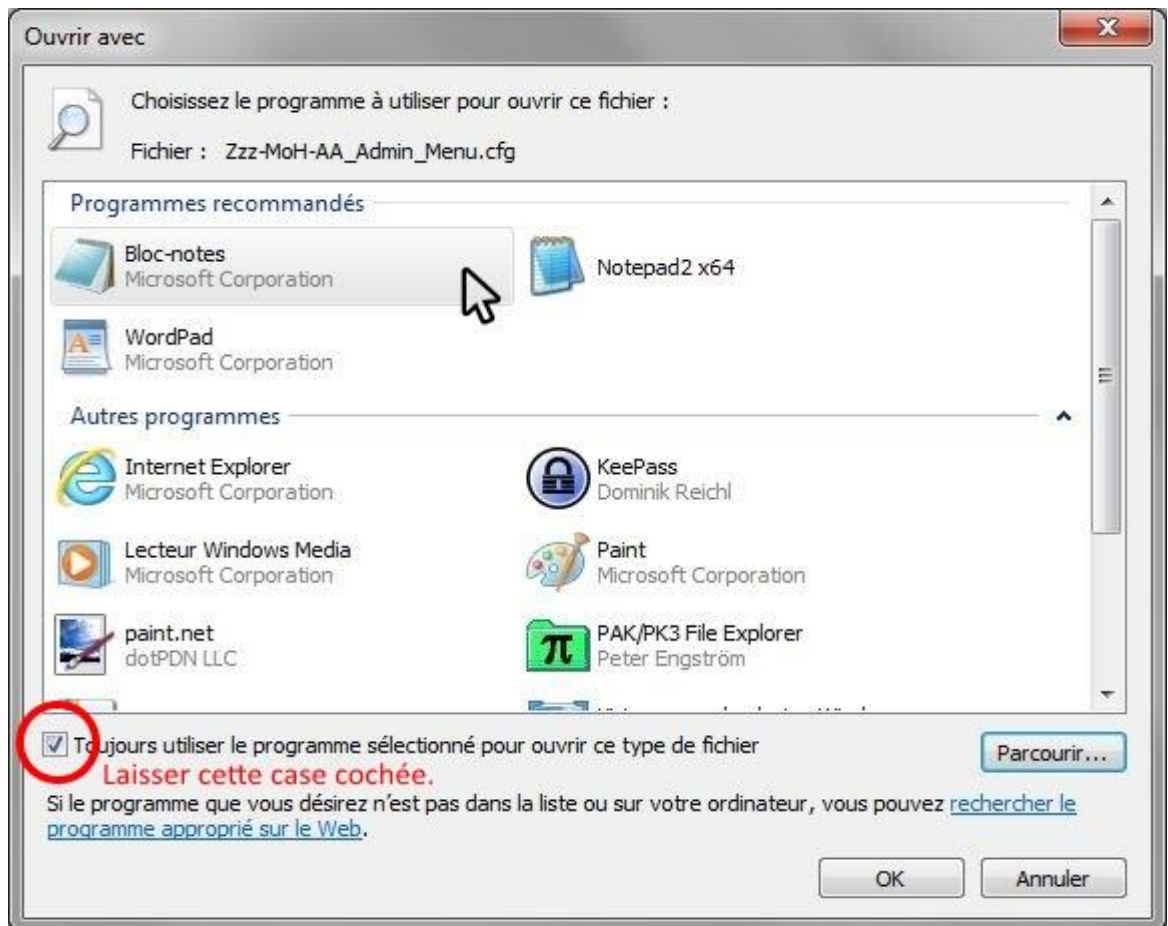 Ouvrir avec
Choisissez le programme à utiliser pour ouvrir ce fichier :
Fichier : Zzz-MoH-AA_Admin_Menu.cfg
Programmes recommandés
Bloc-notes
Microsoft Corporation
Notepad2 x64
WordPad
Microsoft Corporation
Autres programmes
Internet Explorer
Microsoft Corporation
KeePass
Dominik Reichl
Lecteur Windows Media
Microsoft Corporation
Paint
Microsoft Corporation
paint.net
dotPDN LLC
PAK/PK3 File Explorer
Peter Engström
Toujours utiliser le programme sélectionné pour ouvrir ce type de fichier
Parcourir...
Laisser cette case cochée.
Si le programme que vous désirez n'est pas dans la liste ou sur votre ordinateur, vous pouvez rechercher le
programme approprié sur le Web.
OK
Annuler